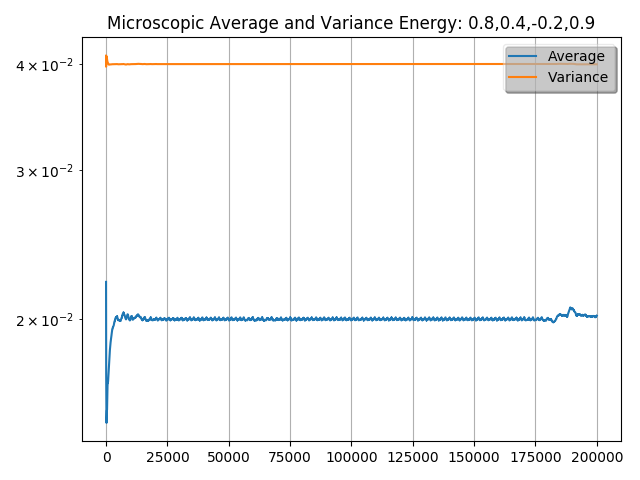 Microscopic Average and Variance Energy: 0.8,0.4,-0.2,0.9
Average
Variance
4 × 10⁻²
3 × 10⁻²
2 × 10⁻²
0 25000 50000 75000 100000 125000 150000 175000 200000